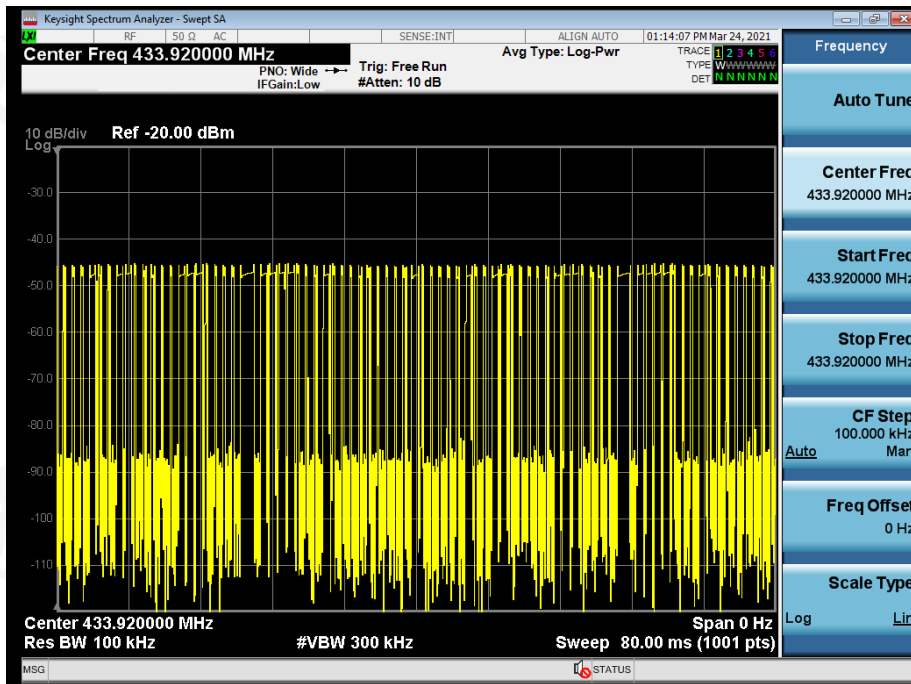 Keysight Spectrum Analyzer - Swept SA
LXI RF 50 Ω AC SENSE:INT ALIGN AUTO 01:14:07 PM Mar 24, 2021
Center Freq 433.920000 MHz
PNO: Wide
IFGain:Low
Trig: Free Run
#Atten: 10 dB
Avg Type: Log-Pwr
TRACE 1 2 3 4 5 6
TYPE WWWWWW
DET N N N N N N
10 dB/div Ref -20.00 dBm
Log
-30.0
-40.0
-50.0
-60.0
-70.0
-80.0
-90.0
-100
-110
Center 433.920000 MHz Span 0 Hz
Res BW 100 kHz #VBW 300 kHz Sweep 80.00 ms (1001 pts)
MSG STATUS
Frequency
Auto Tune
Center Freq
433.920000 MHz
Start Freq
433.920000 MHz
Stop Freq
433.920000 MHz
CF Step
100.000 kHz
Auto Man
Freq Offset
0 Hz
Scale Type
Log Lin